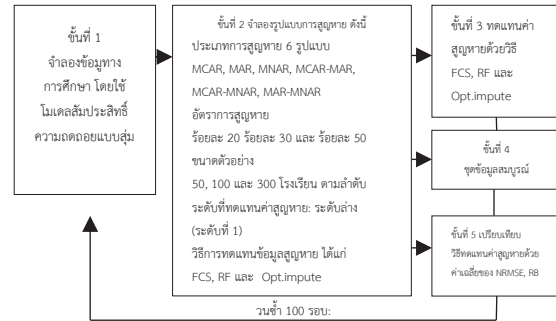 ขั้นที่ 1
จำลองข้อมูทาง
การศึกษา โดยใช้
โมเดลสัมประสิทธิ์
ความถดถอยแบบสุ่ม
ขั้นที่ 2 จำลองรูปแบบการสูญหาย ดังนี้
ประเภทการสูญหาย 6 รูปแบบ
MCAR, MAR, MNAR, MCAR-MAR,
MCAR-MNAR, MAR-MNAR
อัตราการสูญหาย
ร้อยละ 20 ร้อยละ 30 และ ร้อยละ 50
ขนาดตัวอย่าง
50, 100 และ 300 โรงเรียน ตามลำดับ
ระดับที่ทดแทนค่าสูญหาย: ระดับล่าง
(ระดับที่ 1)
วิธีการทดแทนข้อมูลสูญหาย ได้แก่
FCS, RF และ Opt.impute
ขั้นที่ 3 ทดแทนค่า
สูญหายด้วยวิธี
FCS, RF และ
Opt.impute
ขั้นที่ 4
ชุดข้อมูลสมบูรณ์
ขั้นที่ 5 เปรียบเทียบ
วิธีทดแทนค่าสูญหายด้วย
ค่าเฉลี่ยของ NRMSE, RB
วนซ้ำ 100 รอบ: